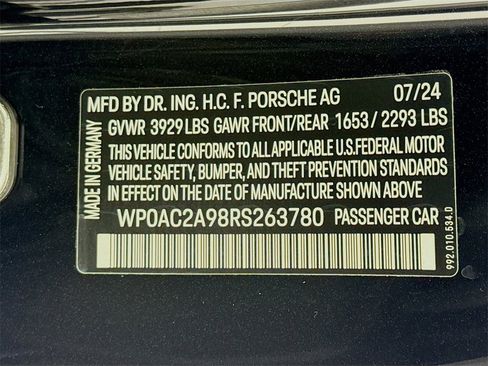 MFD BY DR. ING. H.C. F. PORSCHE AG 07/24
GVWR 3929 LBS GAWR FRONT/REAR 1653 / 2293 LBS
THIS VEHICLE CONFORMS TO ALL APPLICABLE U.S.FEDERAL MOTOR
VEHICLE SAFETY, BUMPER, AND THEFT PREVENTION STANDARDS
IN EFFECT ON THE DATE OF MANUFACTURE SHOWN ABOVE
WP0AC2A98RS263780 PASSENGER CAR
MADE IN GERMANY
992.010.534.D